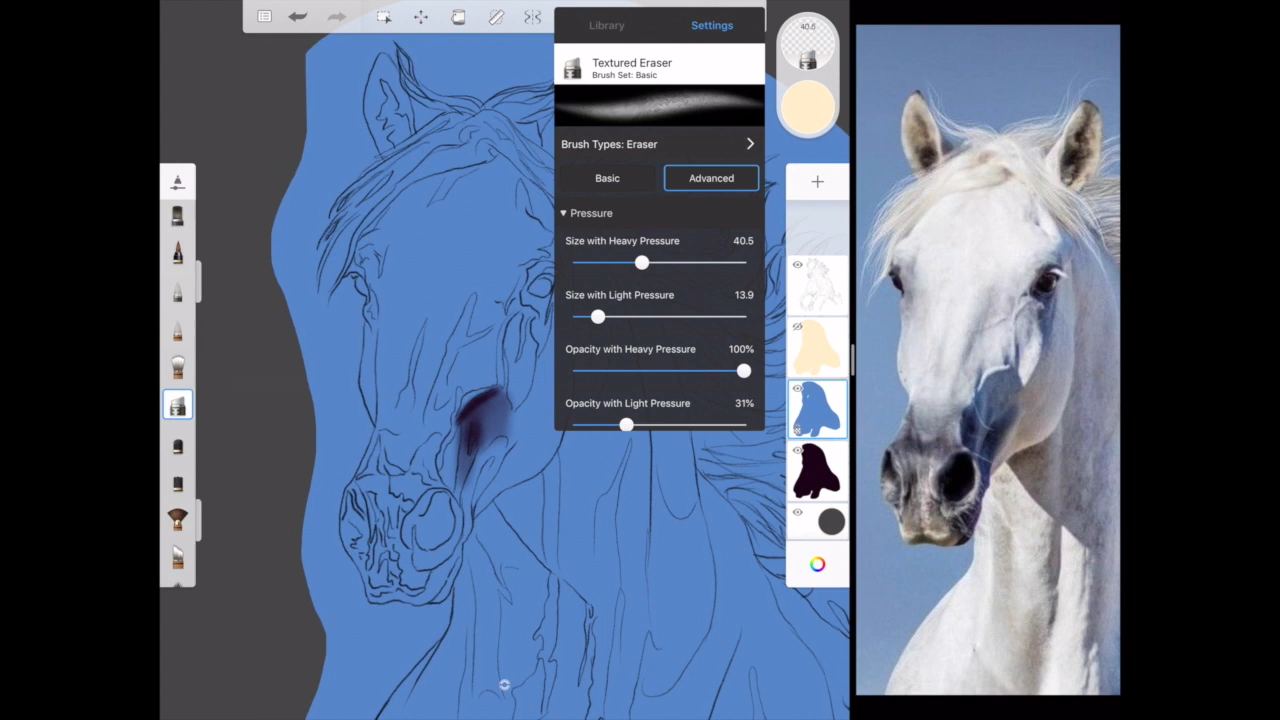 Library Settings
40.5
Textured Eraser
Brush Set: Basic
Brush Types: Eraser
Basic Advanced
Pressure
Size with Heavy Pressure 40.5
Size with Light Pressure 13.9
Opacity with Heavy Pressure 100%
Opacity with Light Pressure 31%